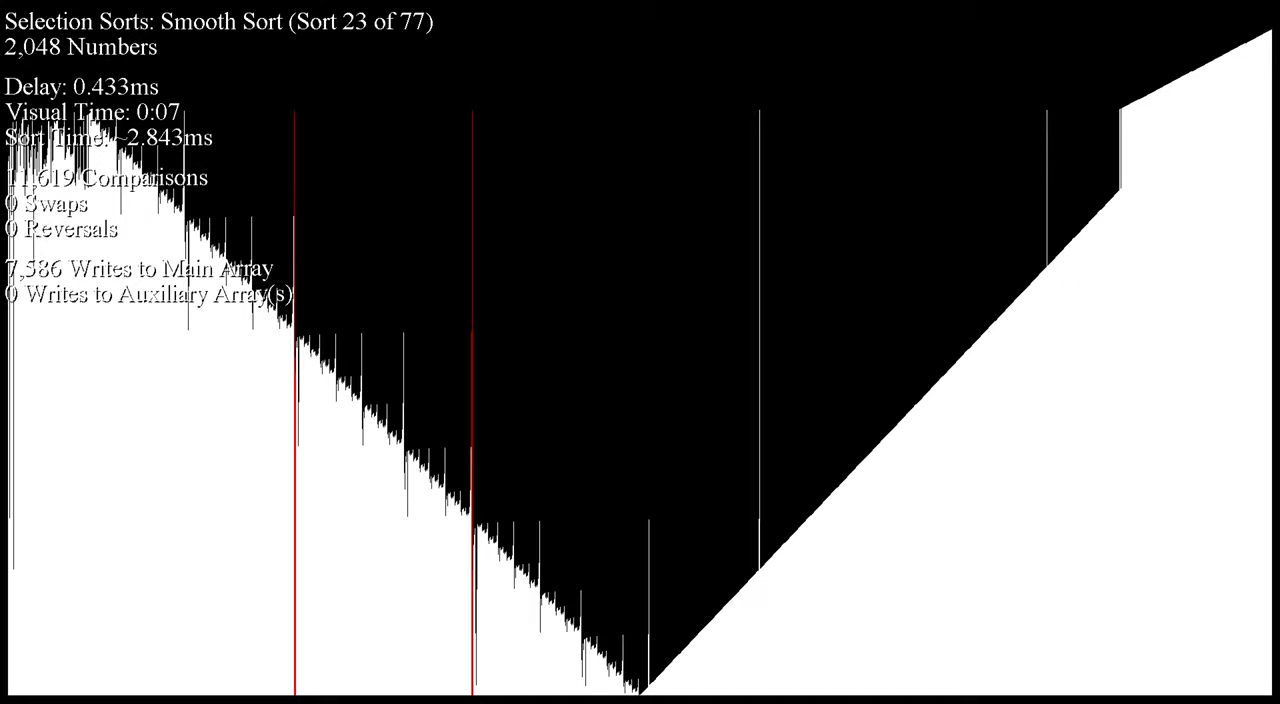 Selection Sorts: Smooth Sort (Sort 23 of 77)
2,048 Numbers
Delay: 0.433ms
Visual Time: 0:07
Sort Time: ~2.843ms
11,619 Comparisons
0 Swaps
0 Reversals
7,586 Writes to Main Array
0 Writes to Auxiliary Array(s)